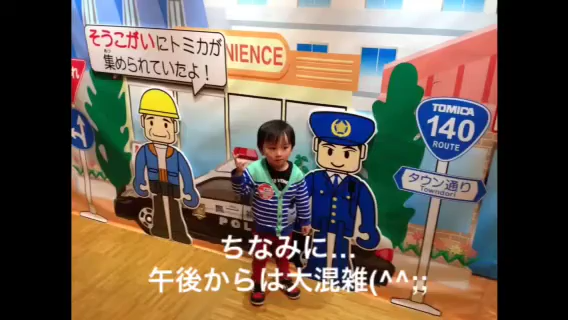 そうこがいにトミカが
集められていたよ！
NIENCE
TOMICA
140
ROUTE
タウン通り
Towndori
ちなみに...
午後からは大混雑(^^;;